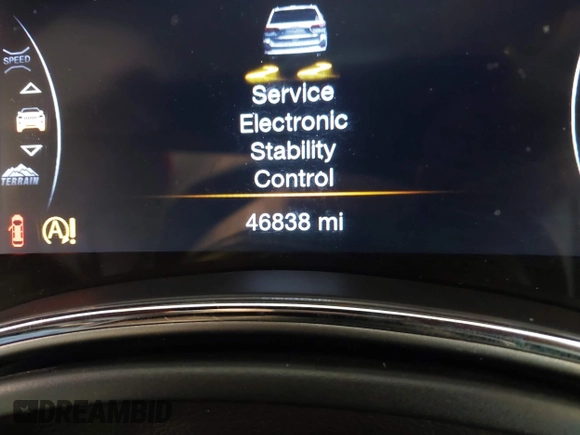 SPEED
Service
Electronic
Stability
Control
TERRAIN
A!
46838 mi
DREAMBID